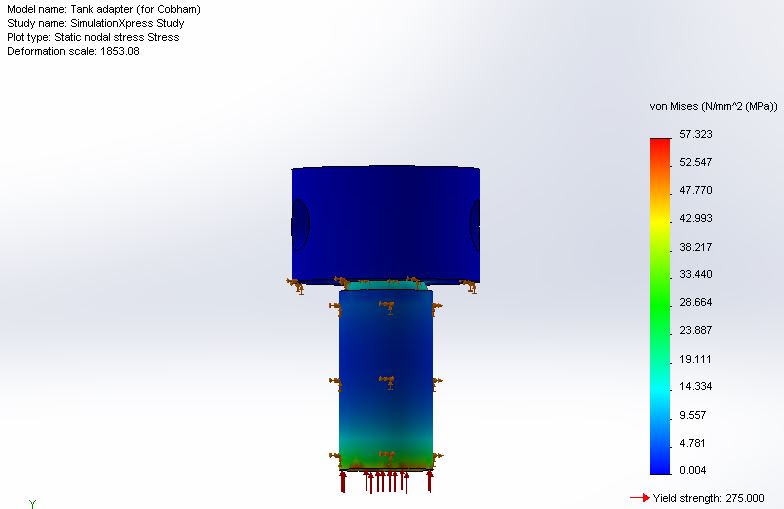 Model name: Tank adapter (for Cobham)
Study name: SimulationXpress Study
Plot type: Static nodal stress Stress
Deformation scale: 1853.08
von Mises (N/mm^2 (MPa))
57.323
52.547
47.770
42.993
38.217
33.440
28.664
23.887
19.111
14.334
9.557
4.781
0.004
Yield strength: 275.000
Y